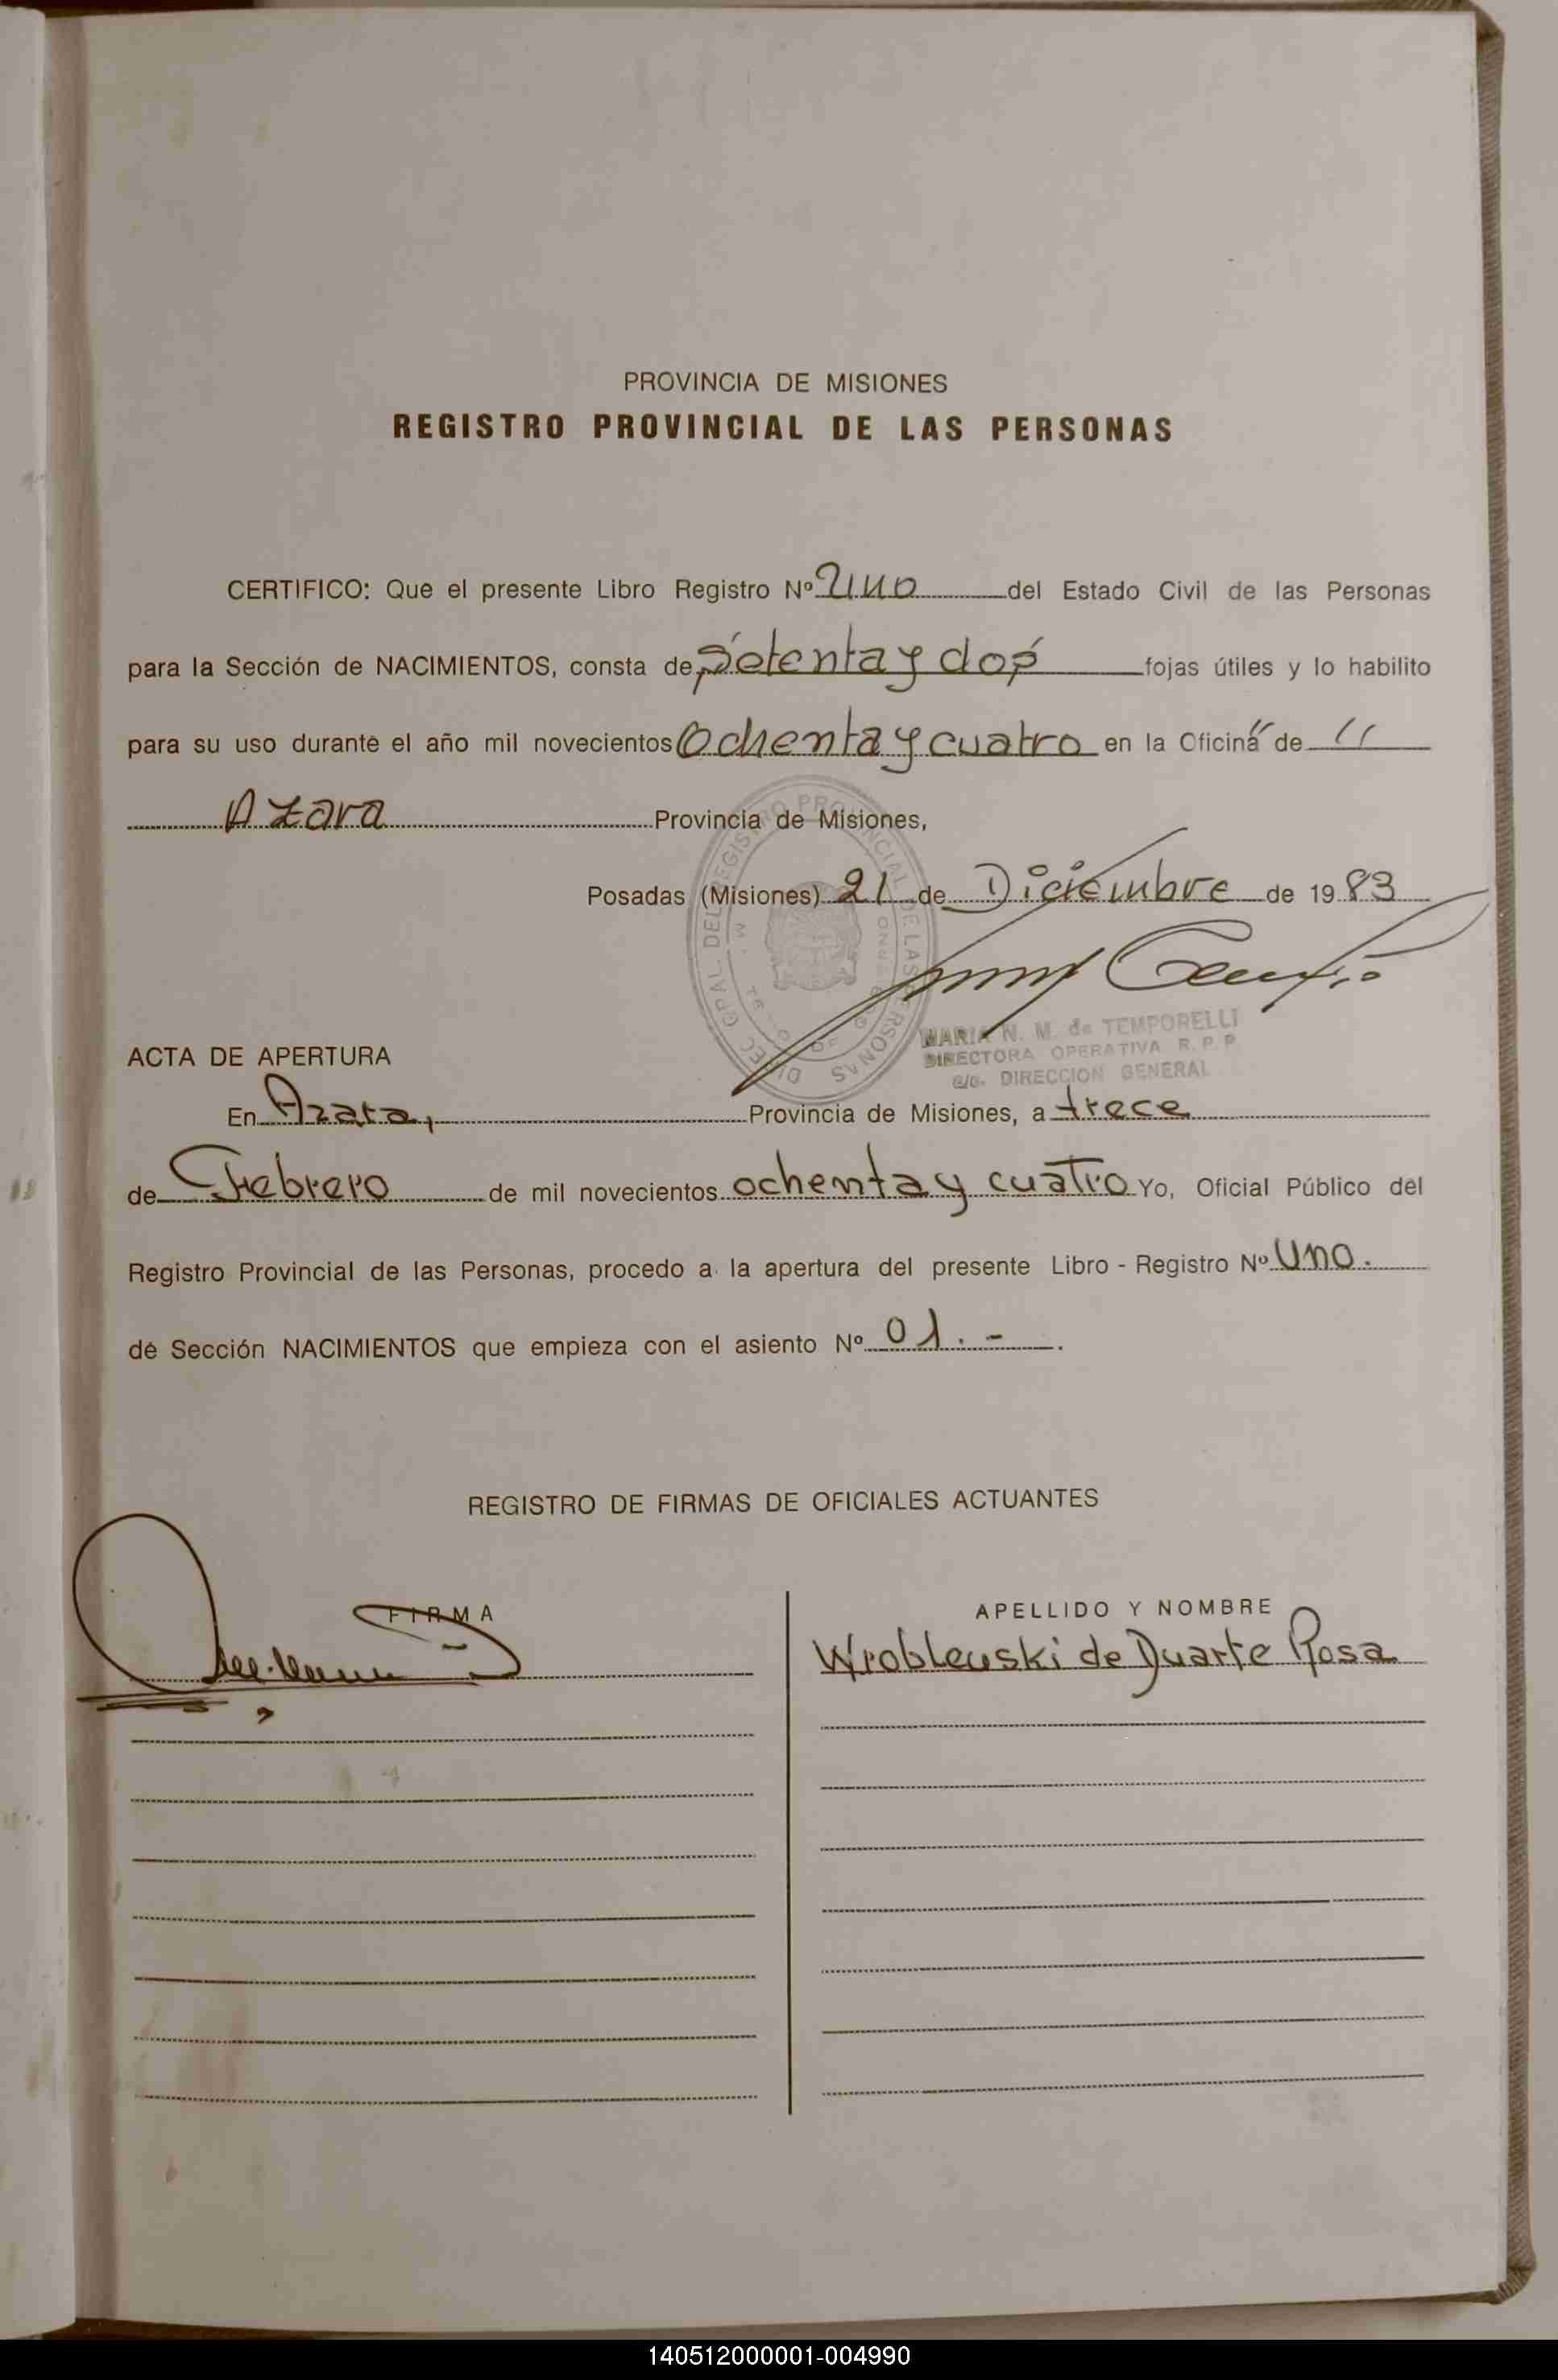 PROVINCIA DE MISIONES
REGISTRO PROVINCIAL DE LAS PERSONAS
CERTIFICO: Que el presente Libro Registro Nº Uno del Estado Civil de las Personas
para la Sección de NACIMIENTOS, consta de Setenta y dos fojas útiles y lo habilito
para su uso durante el año mil novecientos Ochenta y cuatro en la Oficina de "
Azara Provincia de Misiones,
Posadas (Misiones) 21 de Diciembre de 1983
MARIA N. M. de TEMPORELLI
DIRECTORA OPERATIVA R. P. P.
a/c. DIRECCION GENERAL
ACTA DE APERTURA
En Azara, Provincia de Misiones, a trece
de Febrero de mil novecientos ochenta y cuatro Yo, Oficial Público del
Registro Provincial de las Personas, procedo a la apertura del presente Libro - Registro Nº Uno.
de Sección NACIMIENTOS que empieza con el asiento Nº 01.-
REGISTRO DE FIRMAS DE OFICIALES ACTUANTES
FIRMA
APELLIDO Y NOMBRE
Wroblewski de Duarte Rosa
140512000001-004990